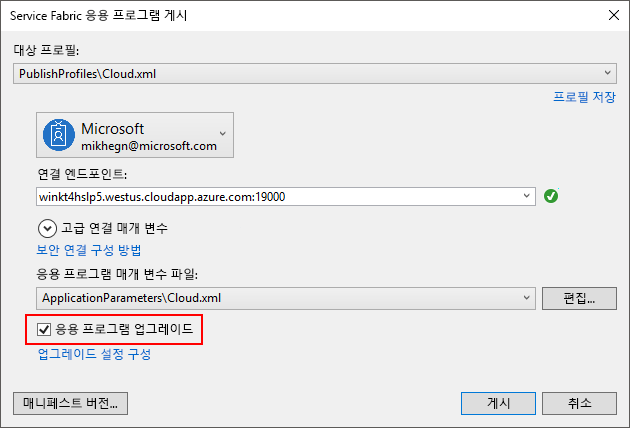 Service Fabric 응용 프로그램 게시
대상 프로필:
PublishProfiles\Cloud.xml
프로필 저장
Microsoft
mikhegn@microsoft.com
연결 엔드포인트:
winkt4hslp5.westus.cloudapp.azure.com:19000
고급 연결 매개 변수
보안 연결 구성 방법
응용 프로그램 매개 변수 파일:
ApplicationParameters\Cloud.xml
편집...
응용 프로그램 업그레이드
업그레이드 설정 구성
매니페스트 버전...
게시
취소